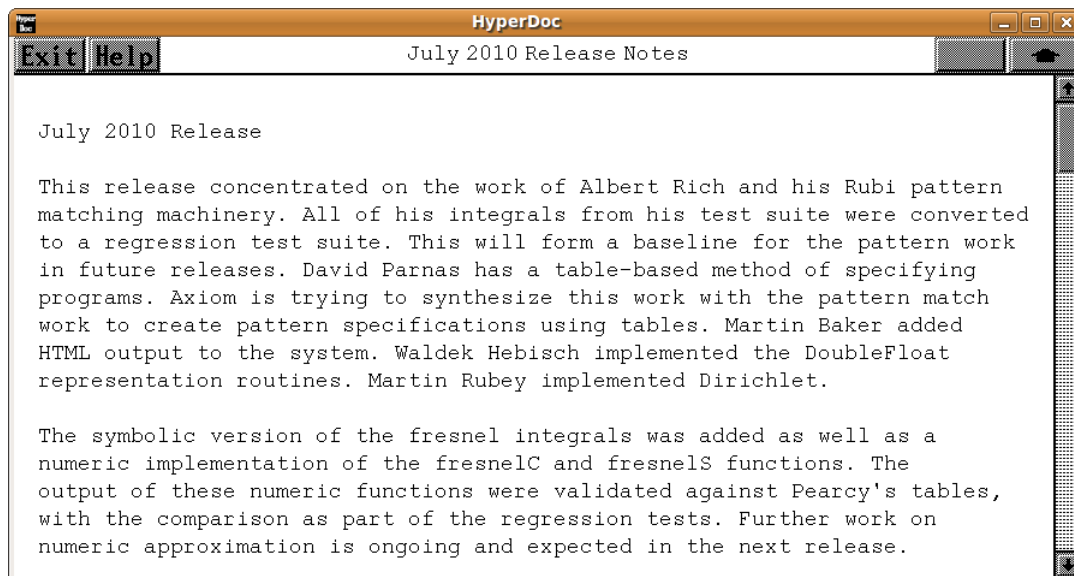 Hyper Doc
HyperDoc
Exit Help
July 2010 Release Notes
July 2010 Release
This release concentrated on the work of Albert Rich and his Rubi pattern
matching machinery. All of his integrals from his test suite were converted
to a regression test suite. This will form a baseline for the pattern work
in future releases. David Parnas has a table-based method of specifying
programs. Axiom is trying to synthesize this work with the pattern match
work to create pattern specifications using tables. Martin Baker added
HTML output to the system. Waldek Hebisch implemented the DoubleFloat
representation routines. Martin Rubey implemented Dirichlet.
The symbolic version of the fresnel integrals was added as well as a
numeric implementation of the fresnelC and fresnelS functions. The
output of these numeric functions were validated against Pearcy's tables,
with the comparison as part of the regression tests. Further work on
numeric approximation is ongoing and expected in the next release.